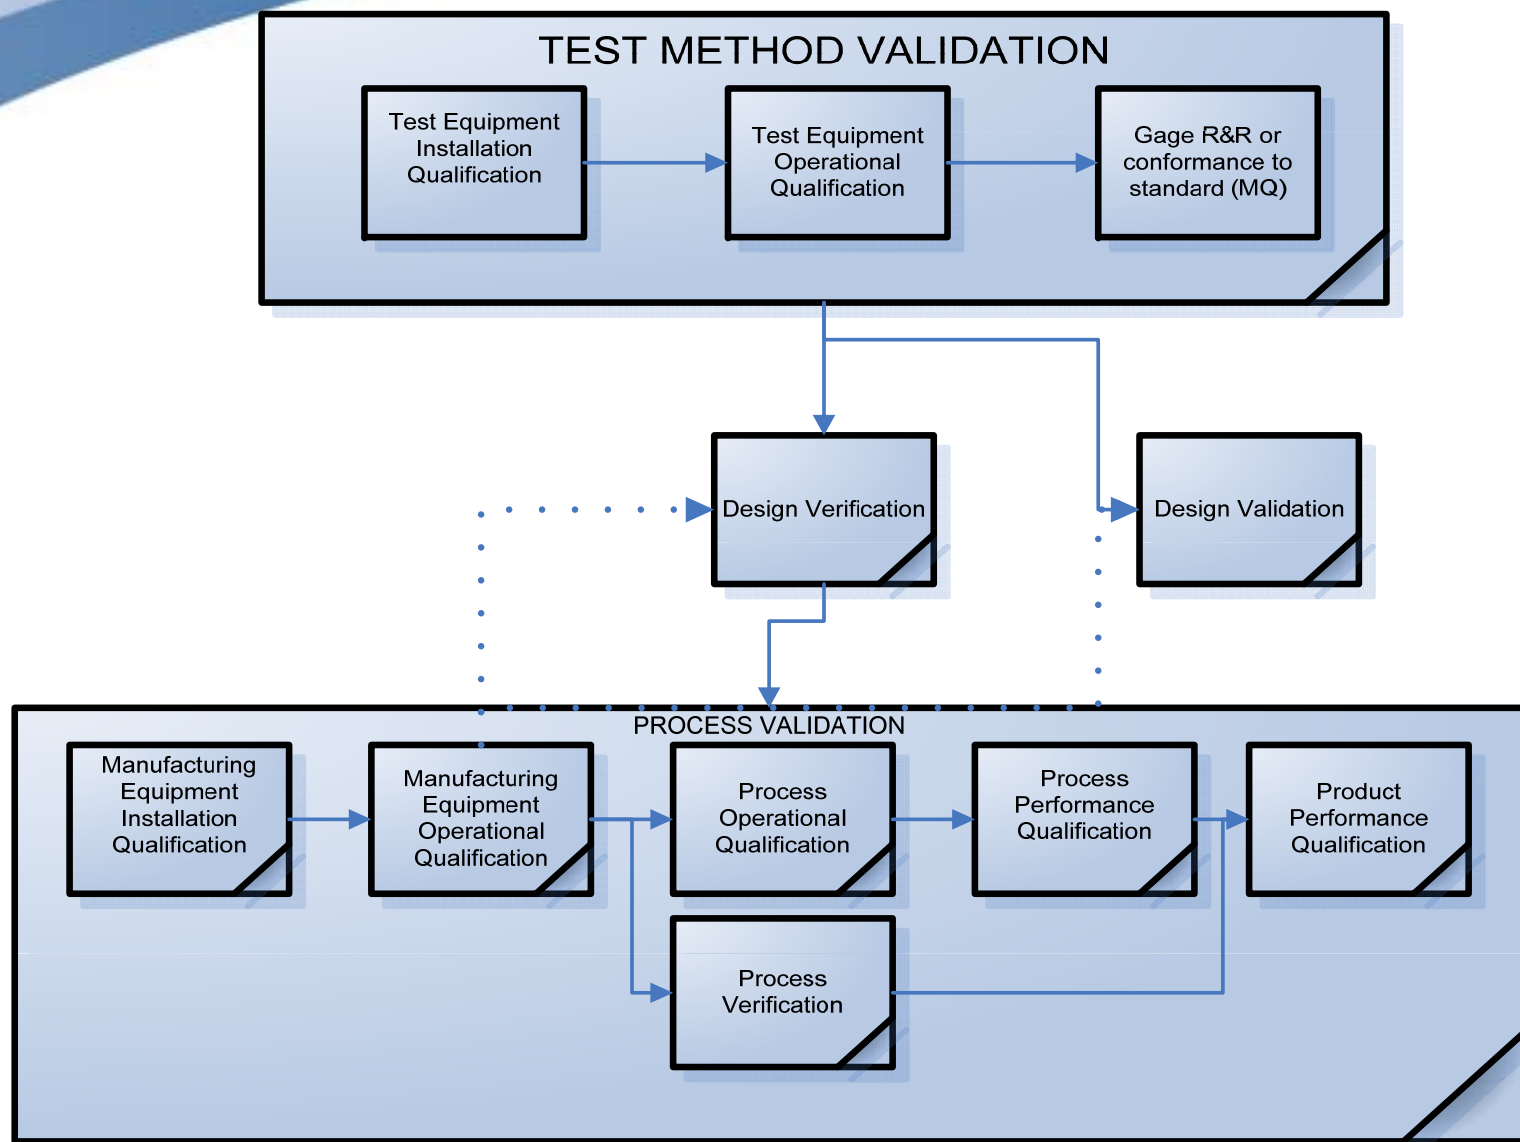 TEST METHOD VALIDATION
Test Equipment
Installation
Qualification
Test Equipment
Operational
Qualification
Gage R&R or
conformance to
standard (MQ)
Design Verification
Design Validation
PROCESS VALIDATION
Manufacturing
Equipment
Installation
Qualification
Manufacturing
Equipment
Operational
Qualification
Process
Operational
Qualification
Process
Performance
Qualification
Product
Performance
Qualification
Process
Verification